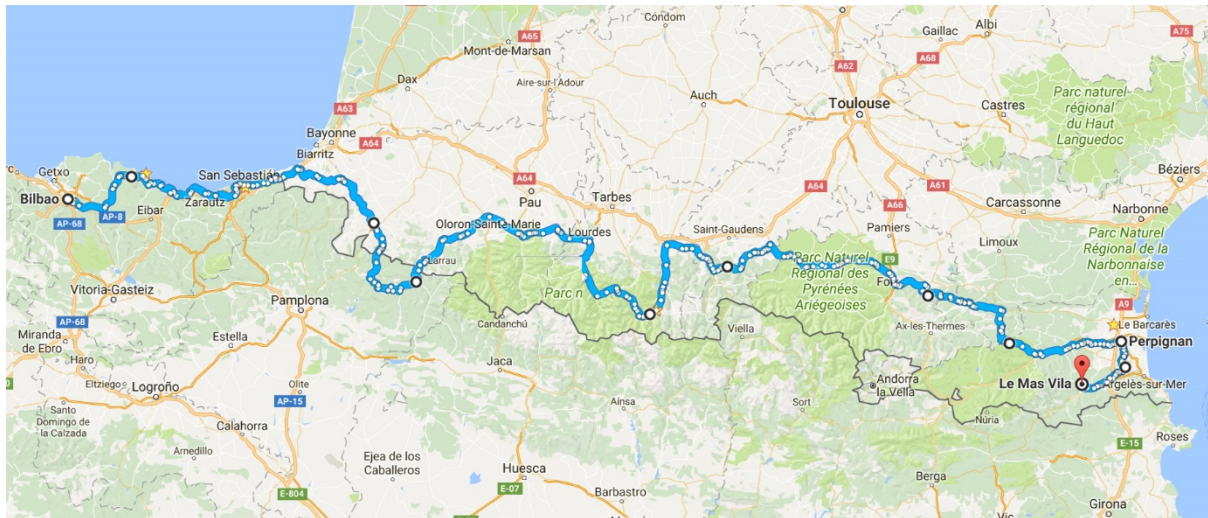 Condom
Gaillac
Albi
A75
A65
Mont-de-Marsan
A62
A68
Dax
Aire-sur-l'Adour
Parc naturel
régional
du Haut
Languedoc
Auch
Toulouse
Castres
A63
Bayonne
A64
Biarritz
Béziers
Getxo
San Sebastián
A64
Tarbes
A64
A61
Bilbao
Zarautz
Eibar
Pau
A66
Carcassonne
Narbonne
AP-68
AP-8
Oloron-Sainte-Marie
Lourdes
Saint-Gaudens
Pamiers
Limoux
Parc Naturel
Régional de la
Narbonnaise
en...
Larrau
Parc Naturel
Régional des
Pyrénées
Ariégeoises
E9
Vitoria-Gasteiz
Pamplona
Parc n
A9
AP-68
Miranda
de Ebro
Estella
Candanchú
Viella
Ax-les-Thermes
Le Barcarès
Perpignan
Haro
Jaca
Andorra
la Vella
Le Mas Vila
Argelès-sur-Mer
Eltziego
Logroño
Olite
AP-15
Ainsa
Sort
Núria
Santo
Domingo de
la Calzada
Calahorra
E-15
Roses
Arnedillo
Ejea de los
Caballeros
Huesca
Berga
E-804
E-07
Barbastro
Vic
Girona